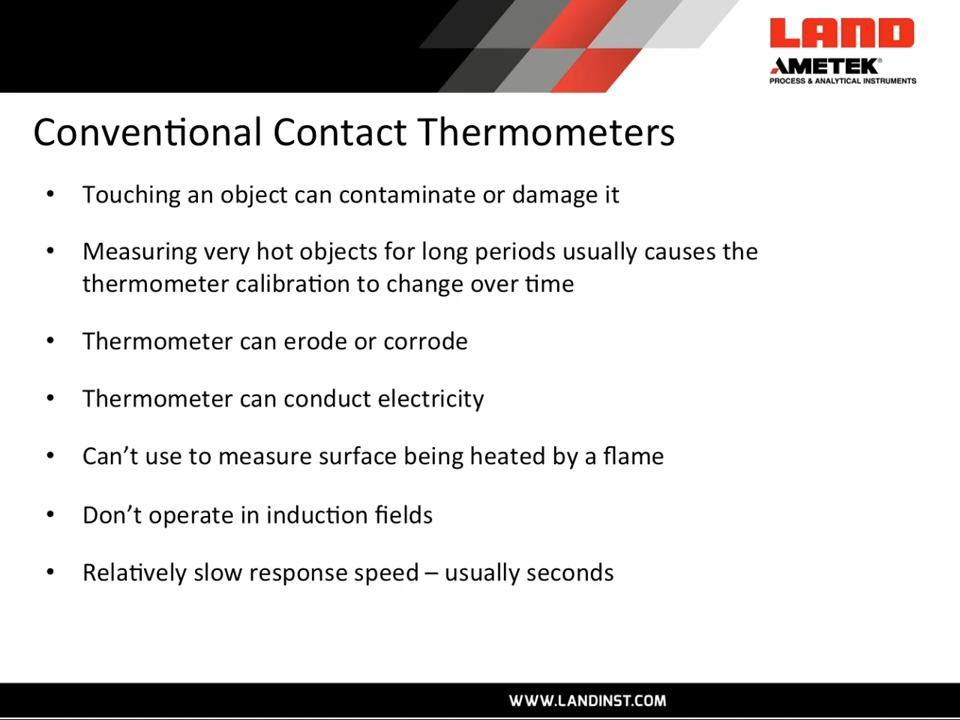 LAND
AMETEK®
PROCESS & ANALYTICAL INSTRUMENTS
Conventional Contact Thermometers
• Touching an object can contaminate or damage it
• Measuring very hot objects for long periods usually causes the
thermometer calibration to change over time
• Thermometer can erode or corrode
• Thermometer can conduct electricity
• Can’t use to measure surface being heated by a flame
• Don’t operate in induction fields
• Relatively slow response speed – usually seconds
WWW.LANDINST.COM